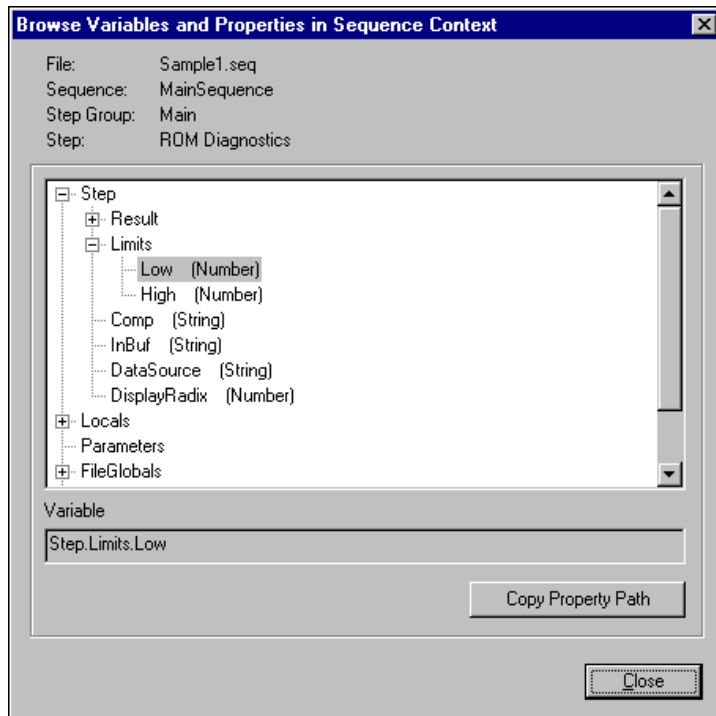 Browse Variables and Properties in Sequence Context
File: Sample1.seq
Sequence: MainSequence
Step Group: Main
Step: ROM Diagnostics
Step
Result
Limits
Low (Number)
High (Number)
Comp (String)
InBuf (String)
DataSource (String)
DisplayRadix (Number)
Locals
Parameters
FileGlobals
Variable
Step.Limits.Low
Copy Property Path
Close